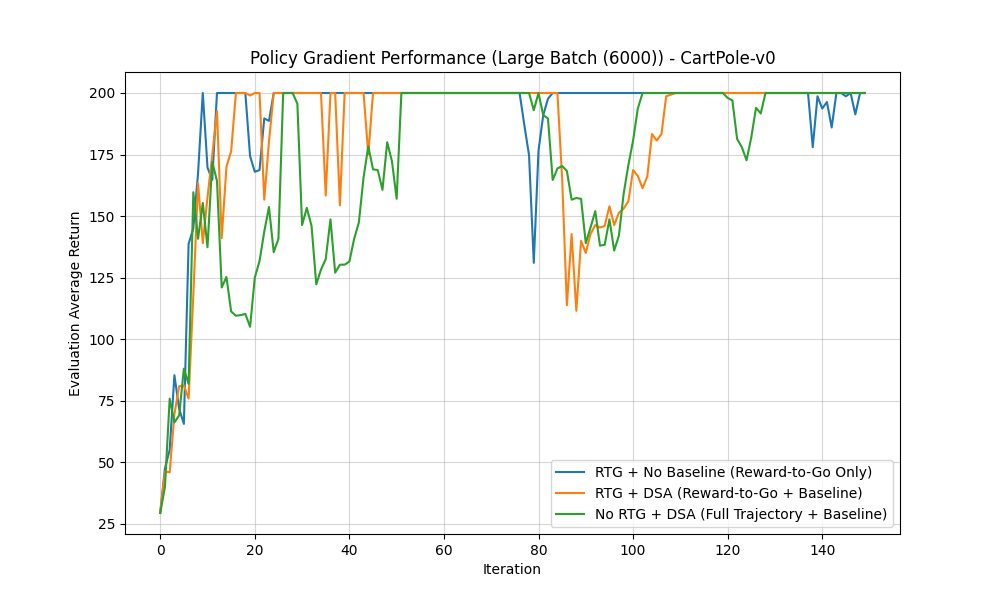 Policy Gradient Performance (Large Batch (6000)) - CartPole-v0
Evaluation Average Return
200
175
150
125
100
75
50
25
0 20 40 60 80 100 120 140
Iteration
RTG + No Baseline (Reward-to-Go Only)
RTG + DSA (Reward-to-Go + Baseline)
No RTG + DSA (Full Trajectory + Baseline)